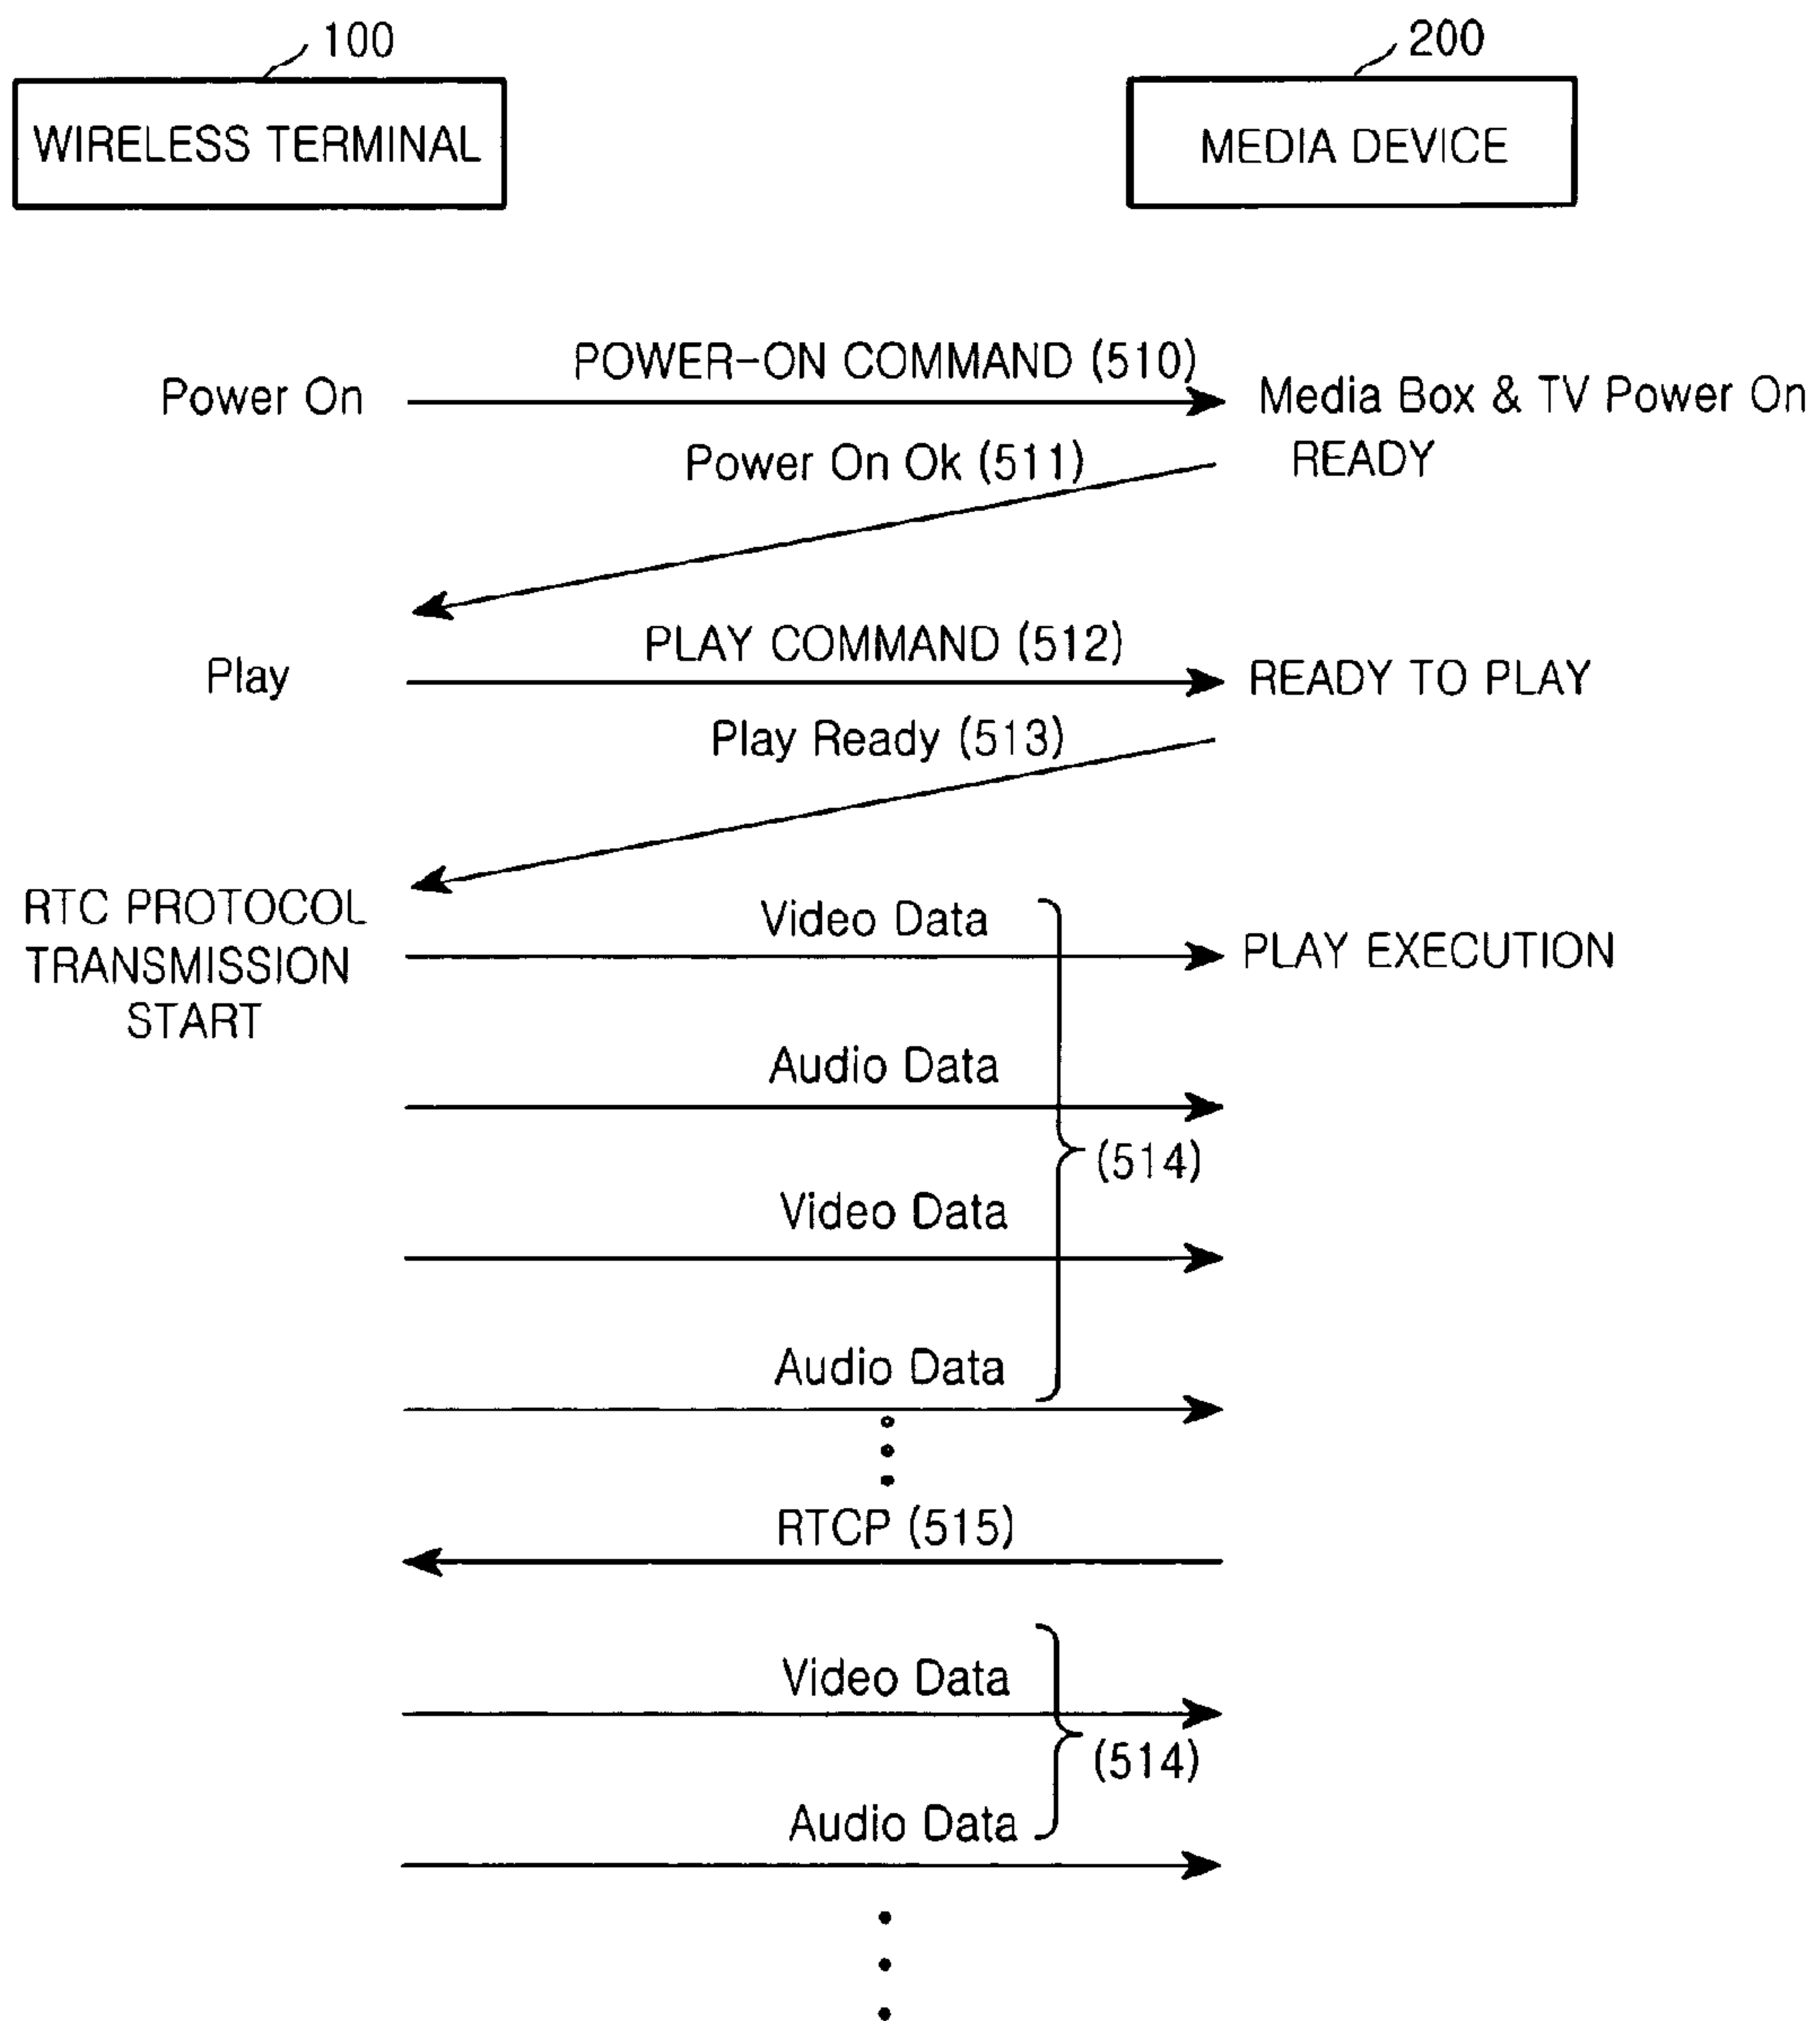 100
200
WIRELESS TERMINAL
MEDIA DEVICE
POWER-ON COMMAND (510)
Power On
Media Box & TV Power On
READY
Power On Ok (511)
PLAY COMMAND (512)
Play
READY TO PLAY
Play Ready (513)
RTC PROTOCOL
TRANSMISSION
START
Video Data
PLAY EXECUTION
Audio Data
(514)
Video Data
Audio Data
RTCP (515)
Video Data
(514)
Audio Data